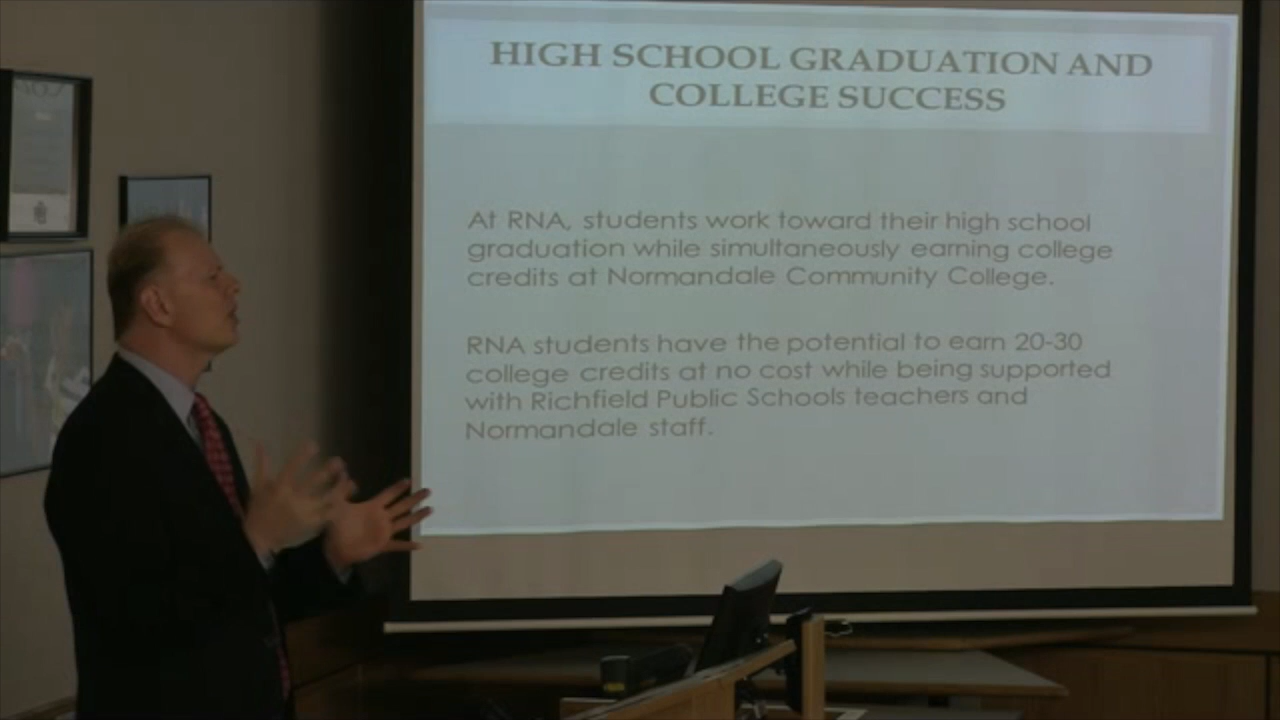 HIGH SCHOOL GRADUATION AND
COLLEGE SUCCESS
At RNA, students work toward their high school
graduation while simultaneously earning college
credits at Normandale Community College.
RNA students have the potential to earn 20-30
college credits at no cost while being supported
with Richfield Public Schools teachers and
Normandale staff.